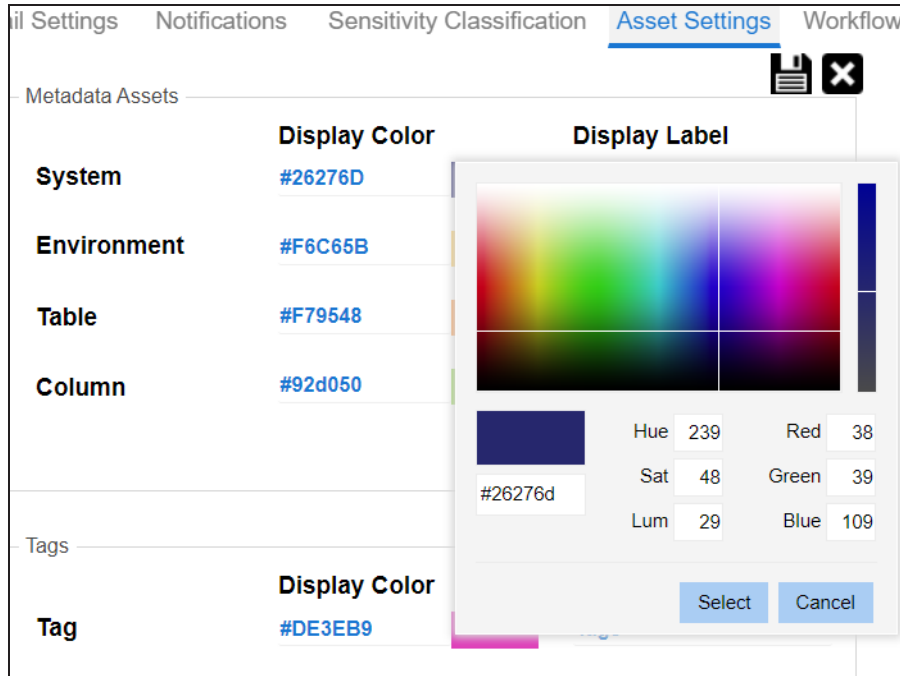 Settings Notifications Sensitivity Classification Asset Settings Workflow
Metadata Assets
Display Color Display Label
System #26276D
Environment #F6C65B
Table #F79548
Column #92d050
Hue 239 Red 38
Sat 48 Green 39
#26276d
Lum 29 Blue 109
Select Cancel
Tags
Display Color
Tag #DE3EB9